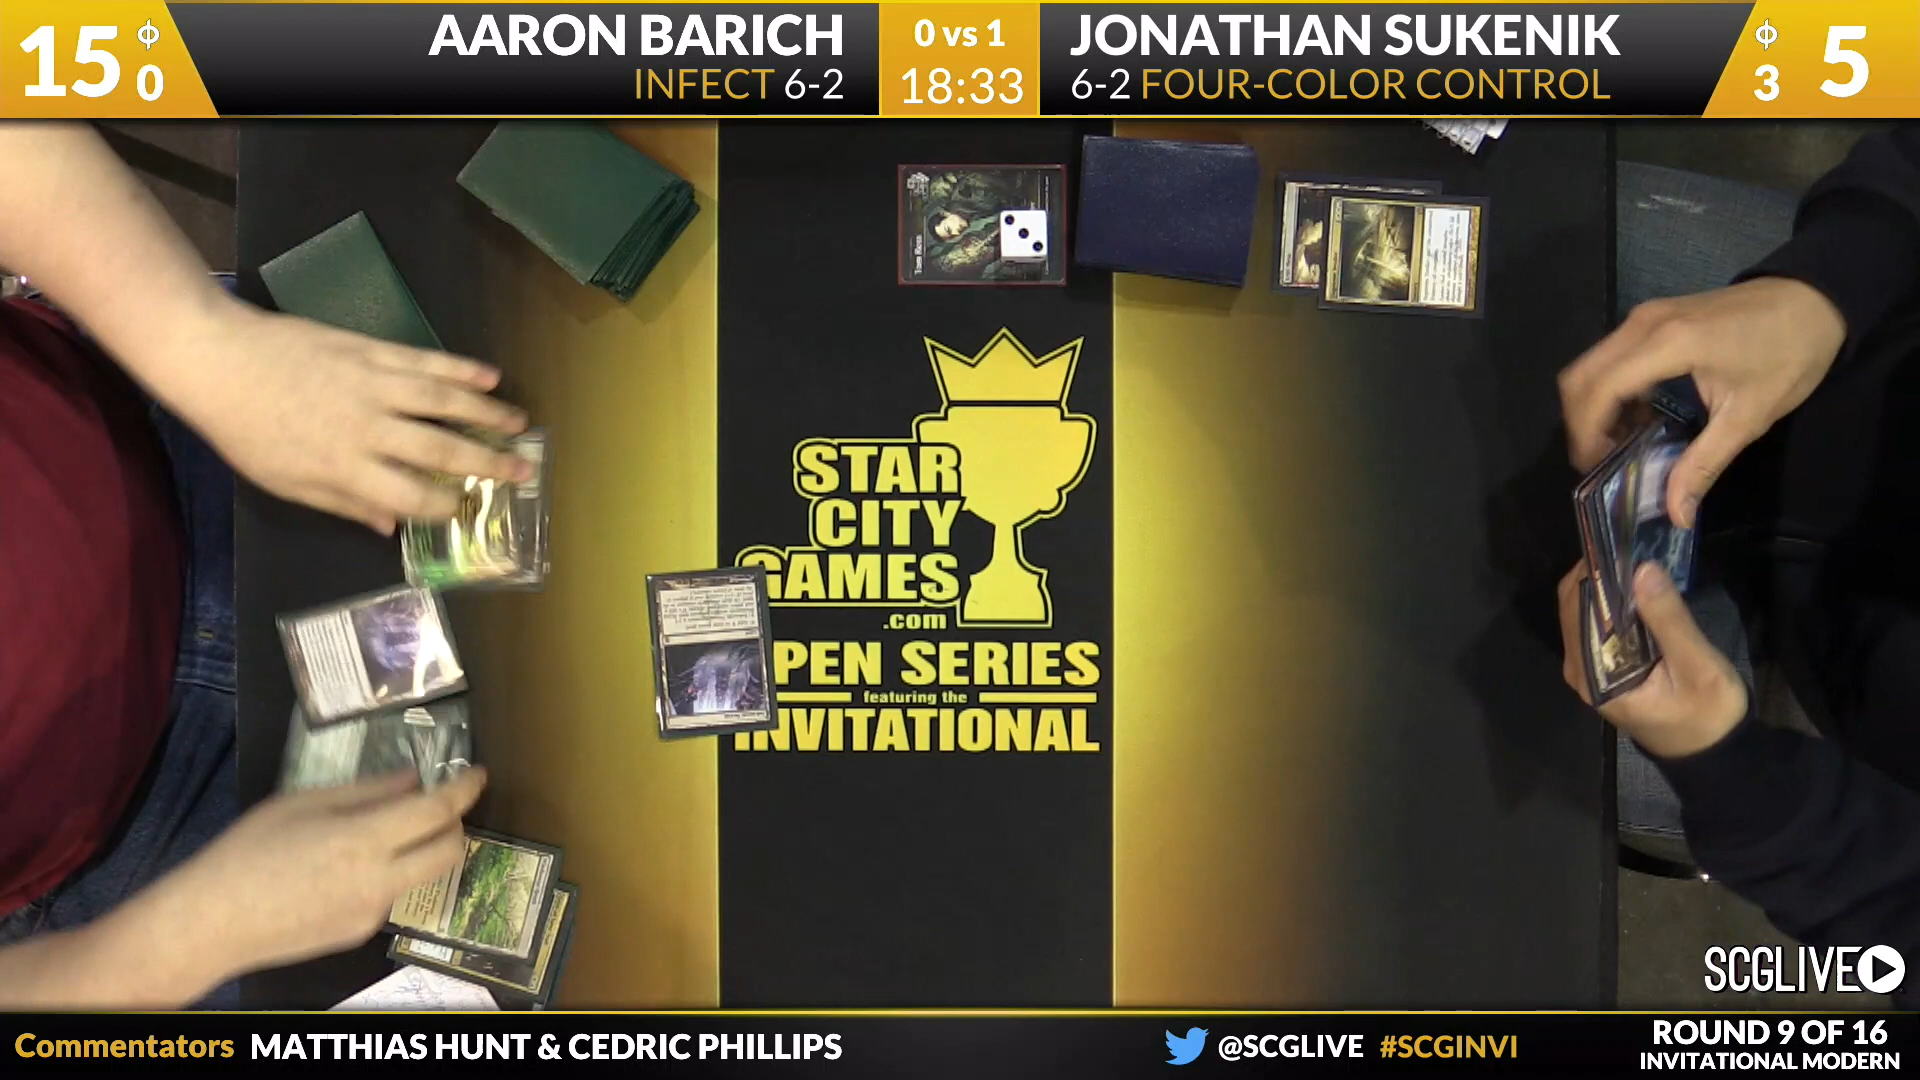 15 ϕ 0
AARON BARICH
INFECT 6-2
0 vs 1
18:33
JONATHAN SUKENIK
6-2 FOUR-COLOR CONTROL
ϕ 3 5
STAR
CITY
GAMES
.com
PEN SERIES
featuring the
INVITATIONAL
SCGLIVE
Commentators MATTHIAS HUNT & CEDRIC PHILLIPS
@SCGLIVE #SCGINVI
ROUND 9 OF 16
INVITATIONAL MODERN